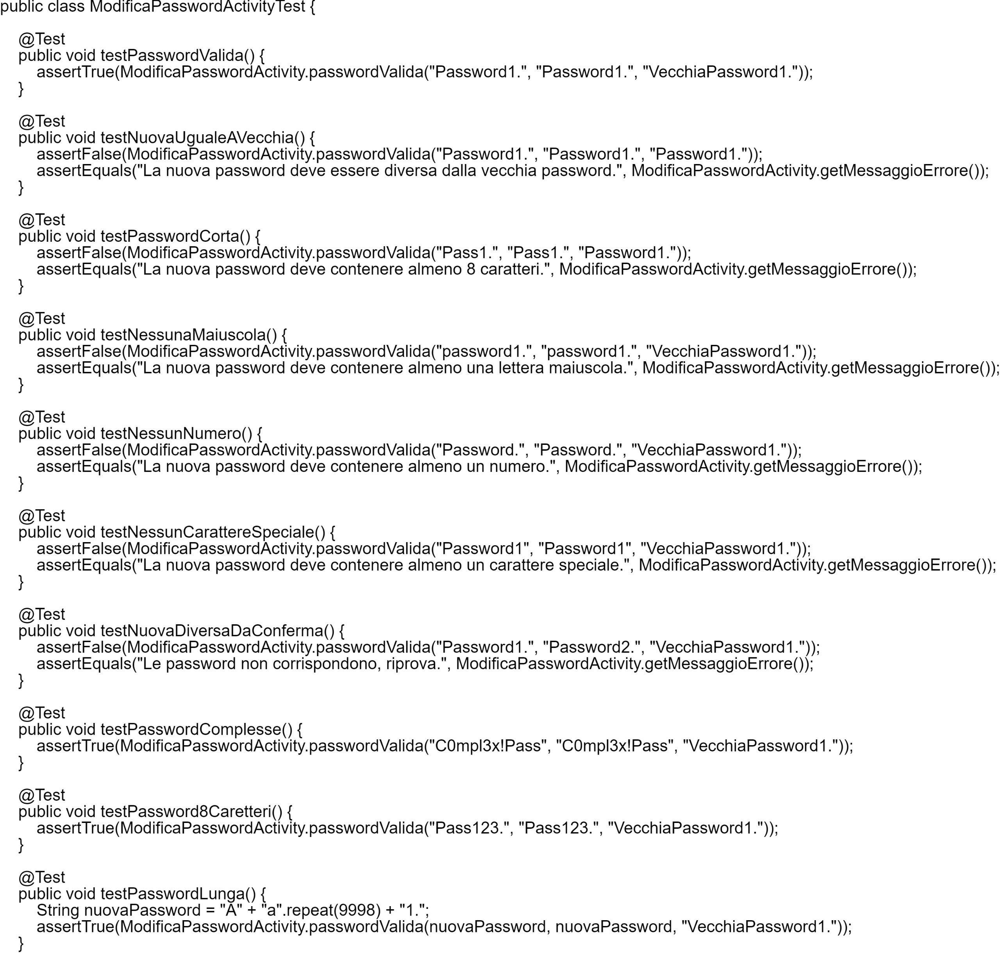 public class ModificaPasswordActivityTest {
@Test
public void testPasswordValida() {
assertTrue(ModificaPasswordActivity.passwordValida("Password1.", "Password1.", "VecchiaPassword1."));
}
@Test
public void testNuovaUgualeAVecchia() {
assertFalse(ModificaPasswordActivity.passwordValida("Password1.", "Password1.", "Password1."));
assertEquals("La nuova password deve essere diversa dalla vecchia password.", ModificaPasswordActivity.getMessaggioErrore());
}
@Test
public void testPasswordCorta() {
assertFalse(ModificaPasswordActivity.passwordValida("Pass1.", "Pass1.", "Password1."));
assertEquals("La nuova password deve contenere almeno 8 caratteri.", ModificaPasswordActivity.getMessaggioErrore());
}
@Test
public void testNessunaMaiuscola() {
assertFalse(ModificaPasswordActivity.passwordValida("password1.", "password1.", "VecchiaPassword1."));
assertEquals("La nuova password deve contenere almeno una lettera maiuscola.", ModificaPasswordActivity.getMessaggioErrore());
}
@Test
public void testNessunNumero() {
assertFalse(ModificaPasswordActivity.passwordValida("Password.", "Password.", "VecchiaPassword1."));
assertEquals("La nuova password deve contenere almeno un numero.", ModificaPasswordActivity.getMessaggioErrore());
}
@Test
public void testNessunCarattereSpeciale() {
assertFalse(ModificaPasswordActivity.passwordValida("Password1", "Password1", "VecchiaPassword1."));
assertEquals("La nuova password deve contenere almeno un carattere speciale.", ModificaPasswordActivity.getMessaggioErrore());
}
@Test
public void testNuovaDiversaDaConferma() {
assertFalse(ModificaPasswordActivity.passwordValida("Password1.", "Password2.", "VecchiaPassword1."));
assertEquals("Le password non corrispondono, riprova.", ModificaPasswordActivity.getMessaggioErrore());
}
@Test
public void testPasswordComplesse() {
assertTrue(ModificaPasswordActivity.passwordValida("C0mpl3x!Pass", "C0mpl3x!Pass", "VecchiaPassword1."));
}
@Test
public void testPassword8Caretteri() {
assertTrue(ModificaPasswordActivity.passwordValida("Pass123.", "Pass123.", "VecchiaPassword1."));
}
@Test
public void testPasswordLunga() {
String nuovaPassword = "A" + "a".repeat(9998) + "1.";
assertTrue(ModificaPasswordActivity.passwordValida(nuovaPassword, nuovaPassword, "VecchiaPassword1."));
}